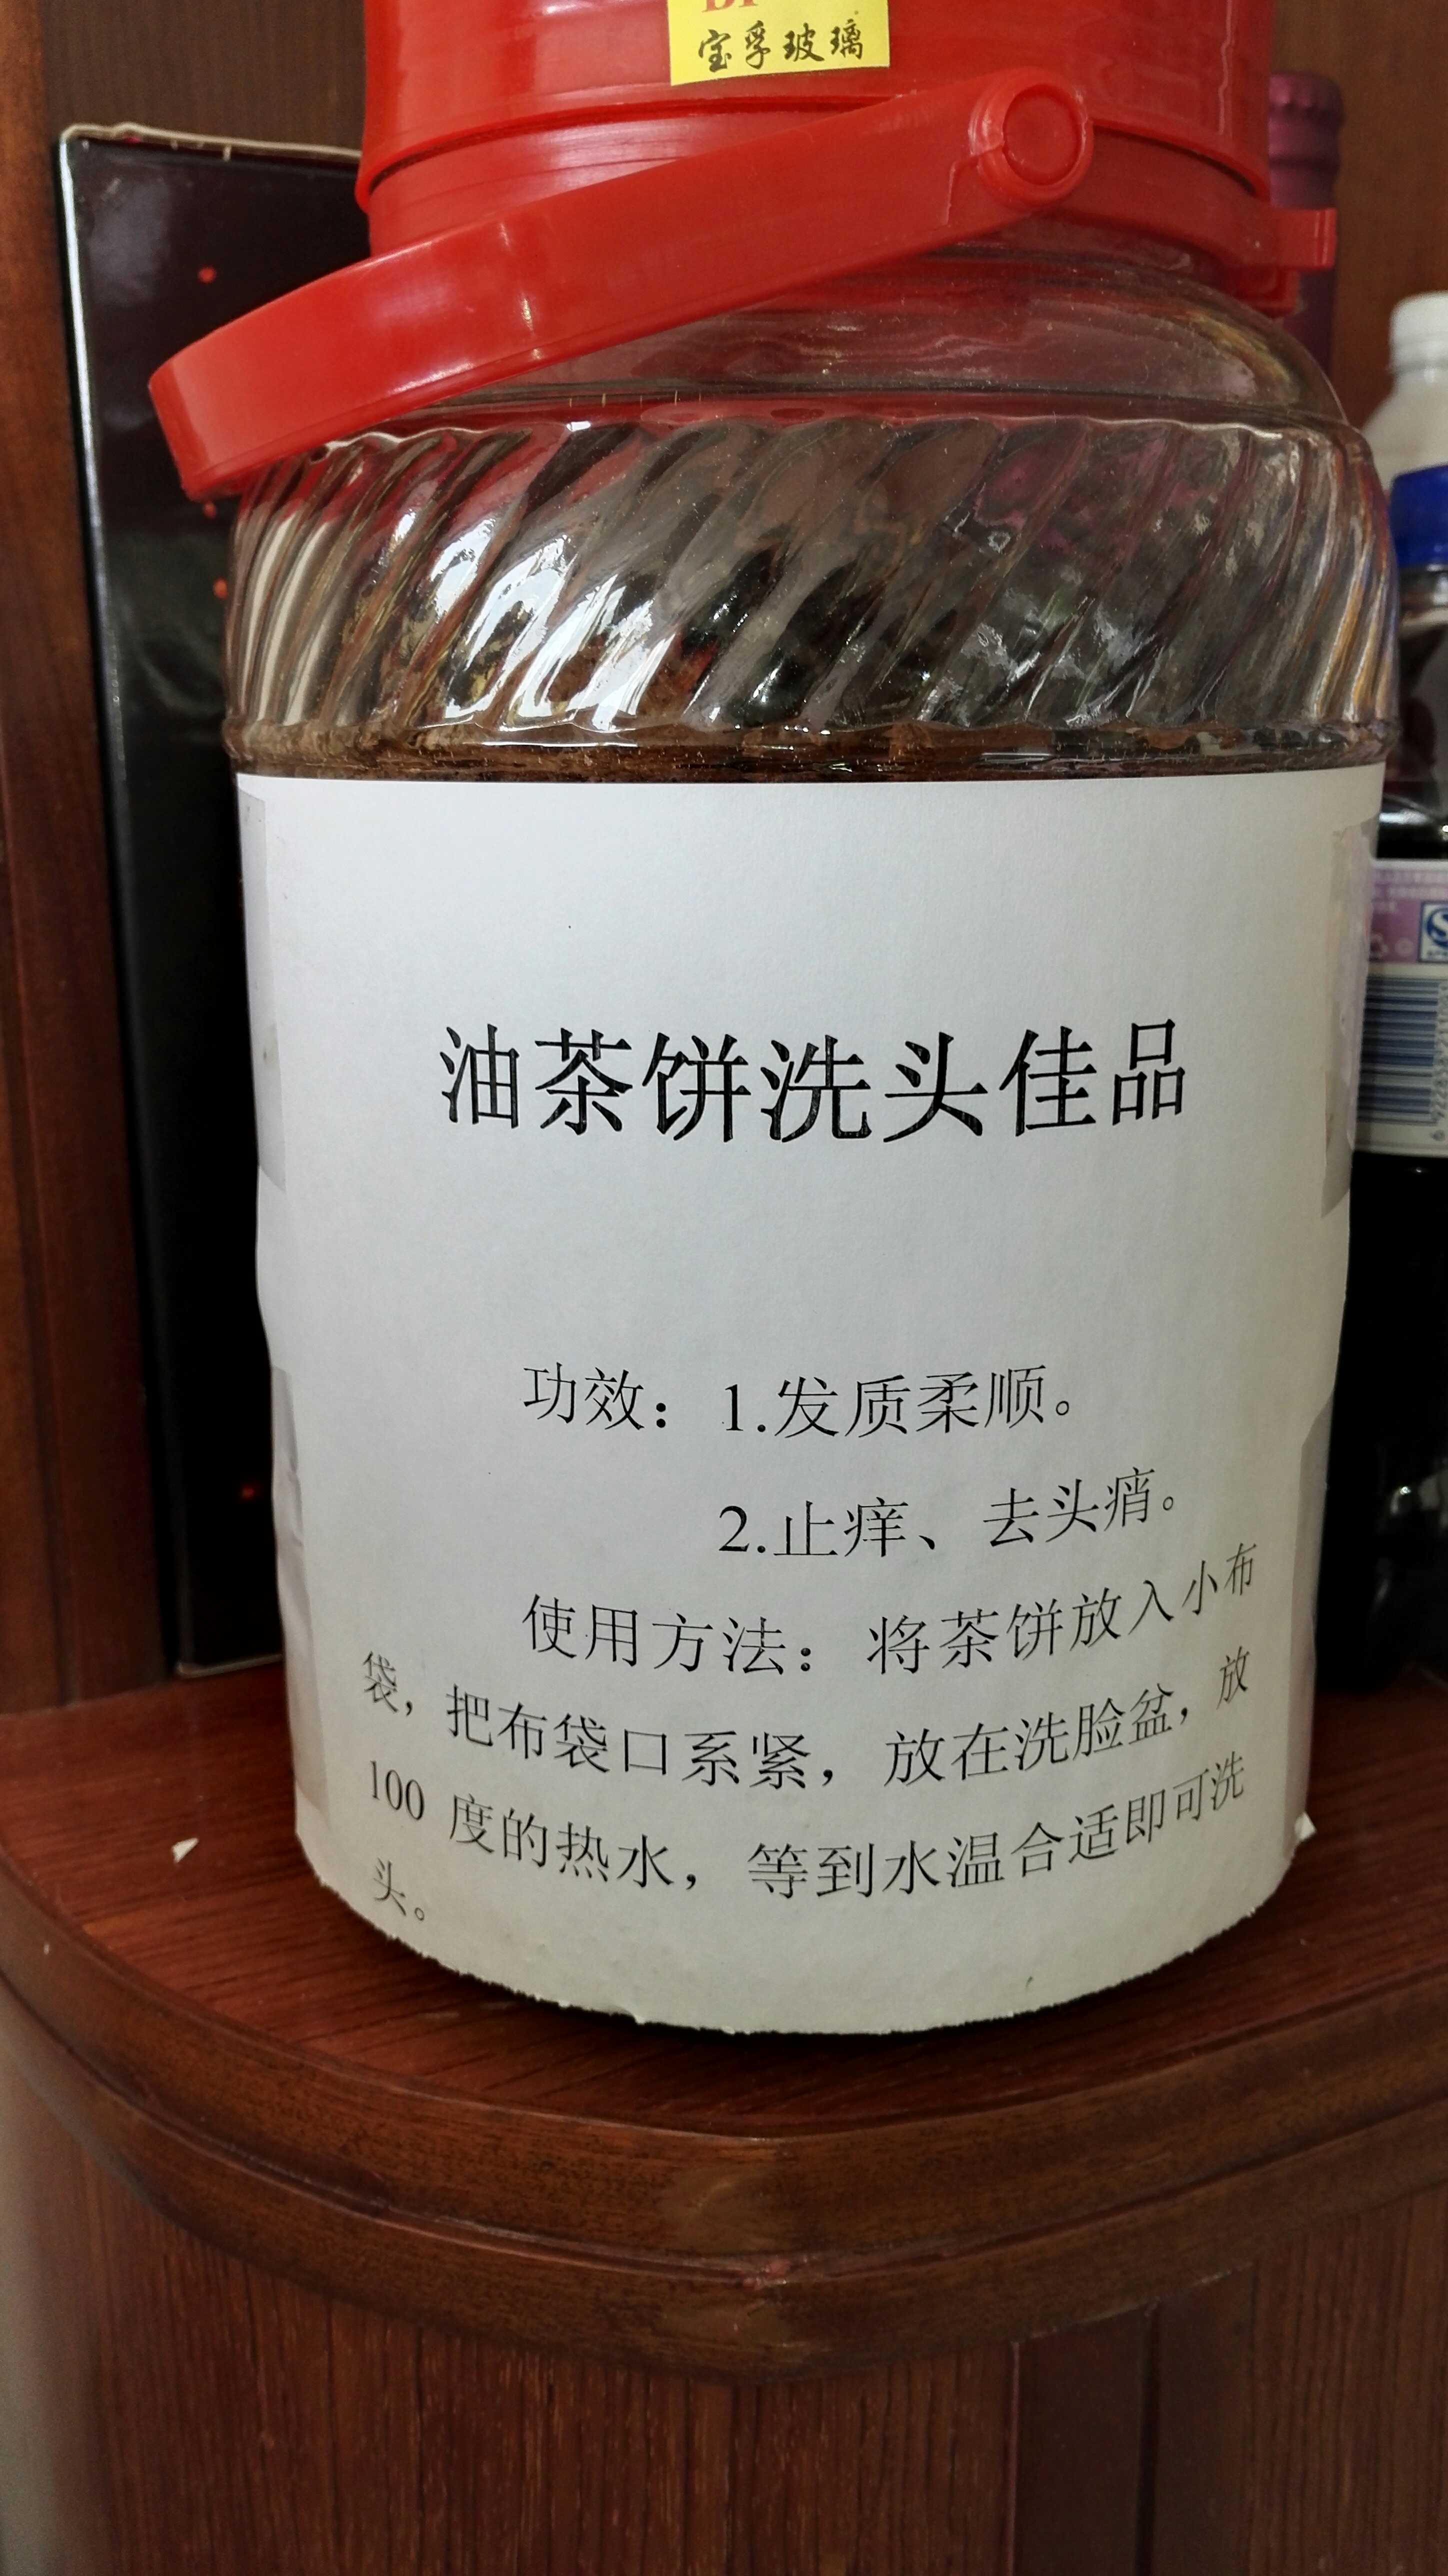 宝孚玻璃
油茶饼洗头佳品
功效：1.发质柔顺。
2.止痒、去头痟。
使用方法：将茶饼放入小布
袋，把布袋口系紧，放在洗脸盆，放
100 度的热水，等到水温合适即可洗
头。